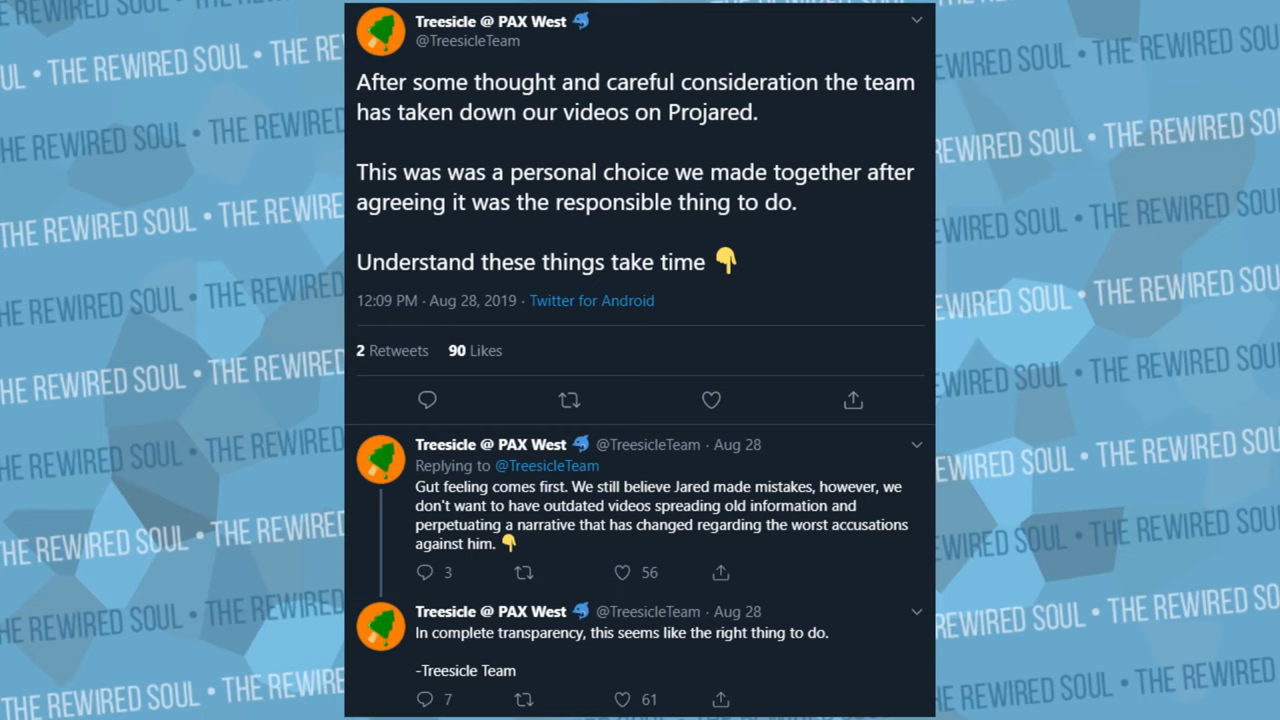 Treesicle @ PAX West
@TreesicleTeam
After some thought and careful consideration the team
has taken down our videos on Projared.
This was was a personal choice we made together after
agreeing it was the responsible thing to do.
Understand these things take time 👇
12:09 PM · Aug 28, 2019 · Twitter for Android
2 Retweets 90 Likes
Treesicle @ PAX West @TreesicleTeam · Aug 28
Replying to @TreesicleTeam
Gut feeling comes first. We still believe Jared made mistakes, however, we
don't want to have outdated videos spreading old information and
perpetuating a narrative that has changed regarding the worst accusations
against him. 👇
3 56
Treesicle @ PAX West @TreesicleTeam · Aug 28
In complete transparency, this seems like the right thing to do.
-Treesicle Team
7 61
THE REWIRED SOUL • THE REWIRED SOUL